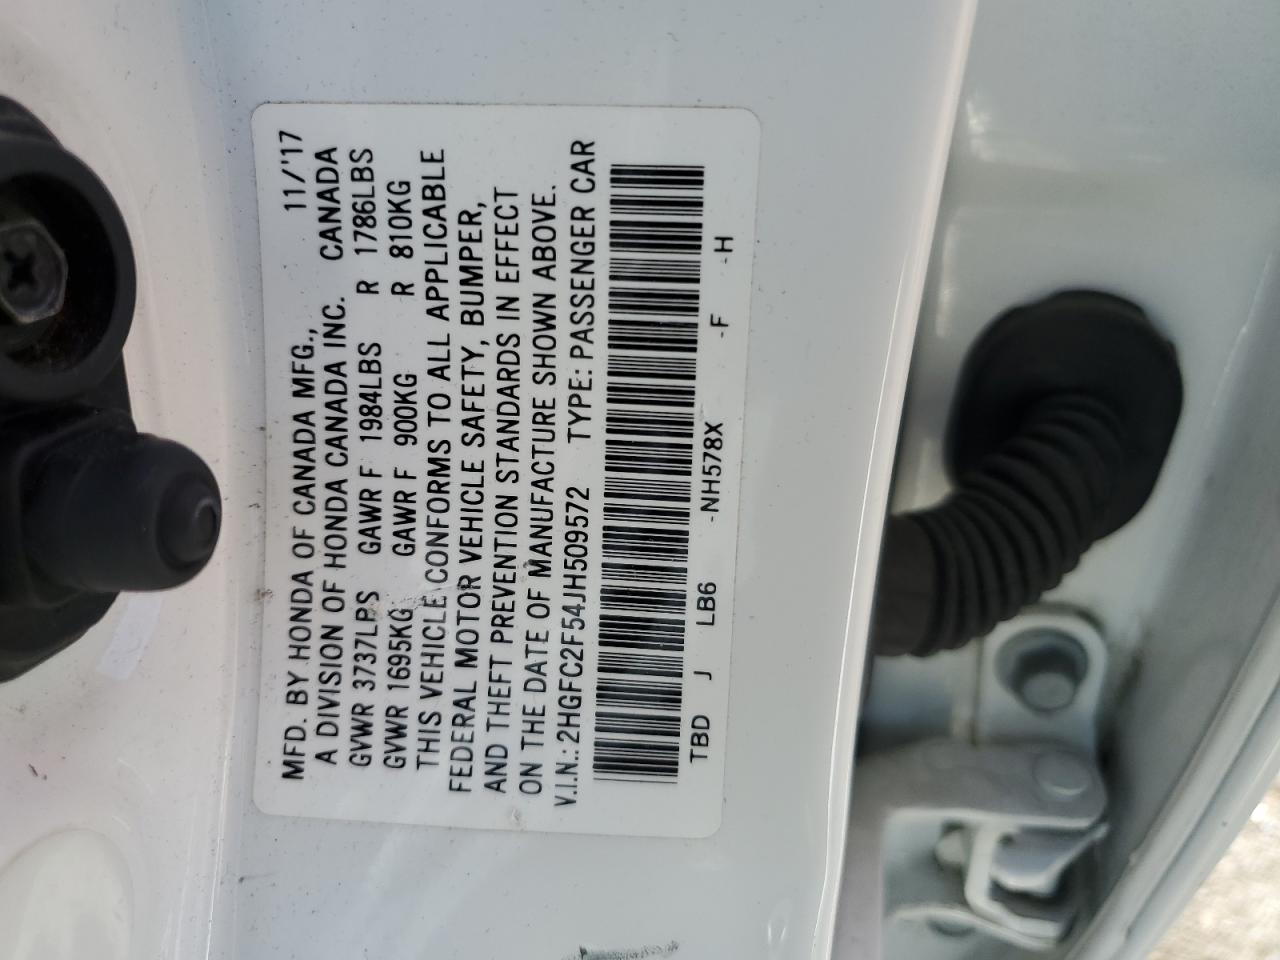 MFD. BY HONDA OF CANADA MFG., 11/'17
A DIVISION OF HONDA CANADA INC. CANADA
GVWR 3737LBS GAWR F 1984LBS R 1786LBS
GVWR 1695KG GAWR F 900KG R 810KG
THIS VEHICLE CONFORMS TO ALL APPLICABLE
FEDERAL MOTOR VEHICLE SAFETY, BUMPER,
AND THEFT PREVENTION STANDARDS IN EFFECT
ON THE DATE OF MANUFACTURE SHOWN ABOVE.
V.I.N.: 2HGFC2F54JH509572 TYPE: PASSENGER CAR
TBD J LB6 -NH578X -F -H